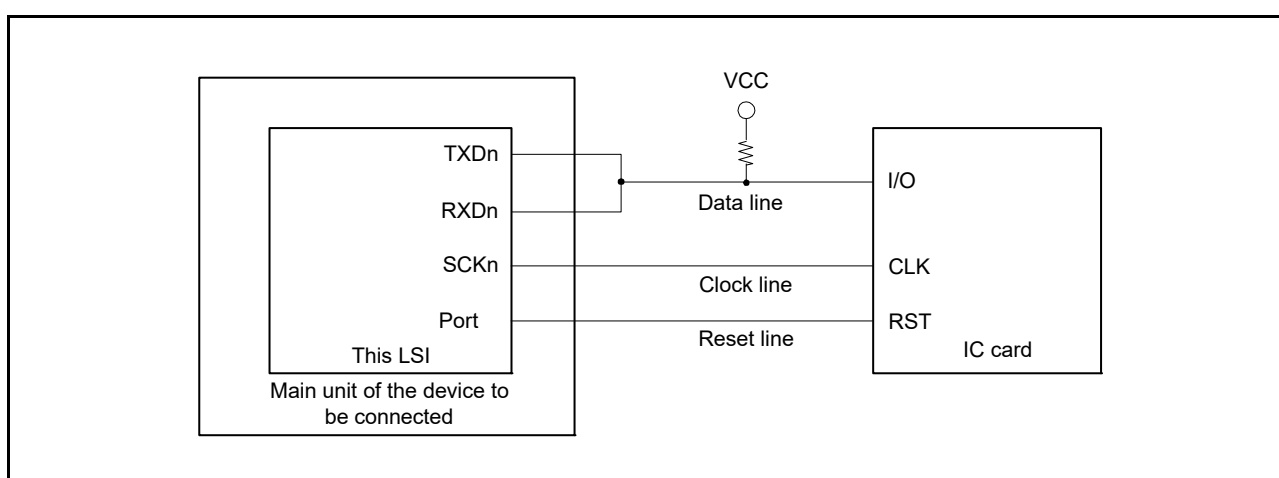 VCC
TXDn
I/O
Data line
RXDn
SCKn
CLK
Clock line
Port
RST
Reset line
This LSI
IC card
Main unit of the device to
be connected